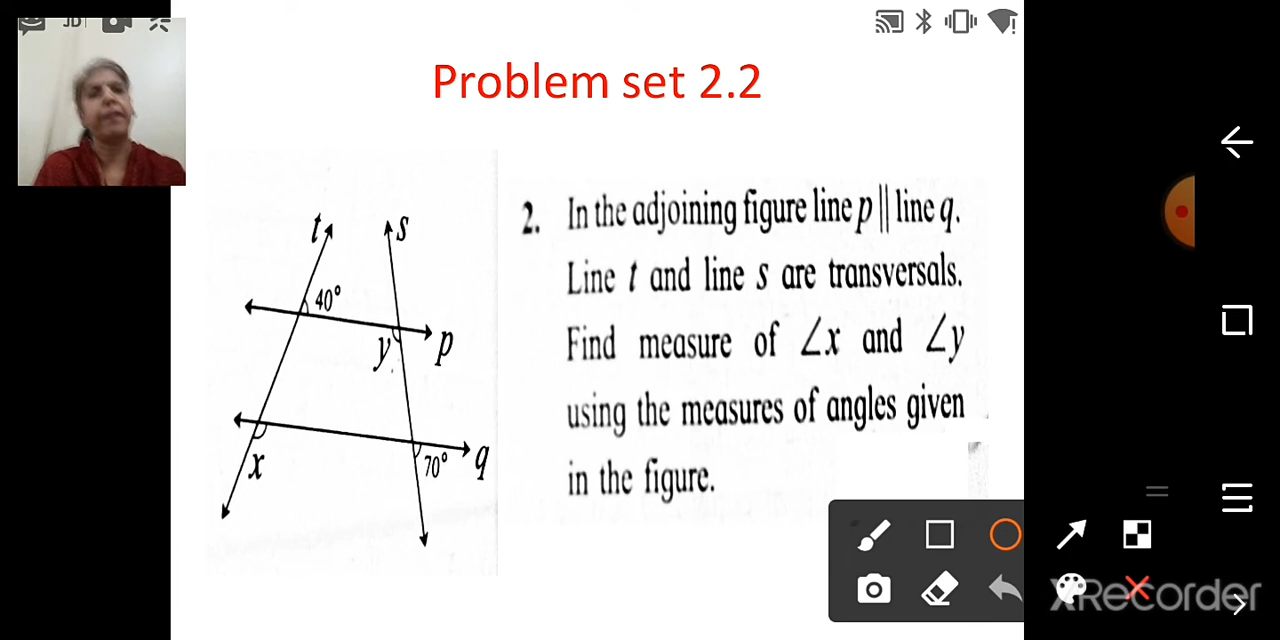 JD
Problem set 2.2
t
s
40°
y
p
x
70°
q
2. In the adjoining figure line p || line q.
Line t and line s are transversals.
Find measure of ∠x and ∠y
using the measures of angles given
in the figure.
XRecorder